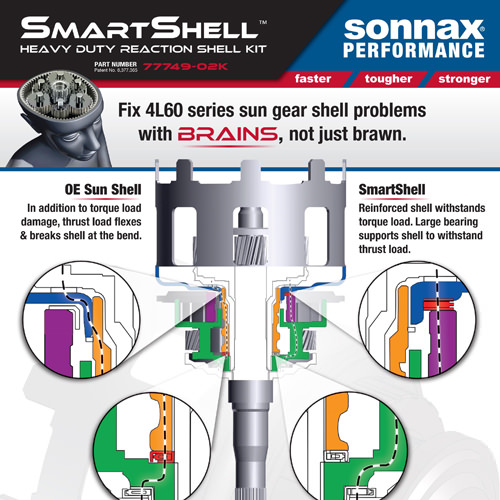 SMARTSHELL™
HEAVY DUTY REACTION SHELL KIT
PART NUMBER 77749-02K
Patent No. 8,377,365
sonnax®
PERFORMANCE
faster / tougher / stronger
Fix 4L60 series sun gear shell problems
with BRAINS, not just brawn.
OE Sun Shell
In addition to torque load
damage, thrust load flexes
& breaks shell at the bend.
SmartShell
Reinforced shell withstands
torque load. Large bearing
supports shell to withstand
thrust load.